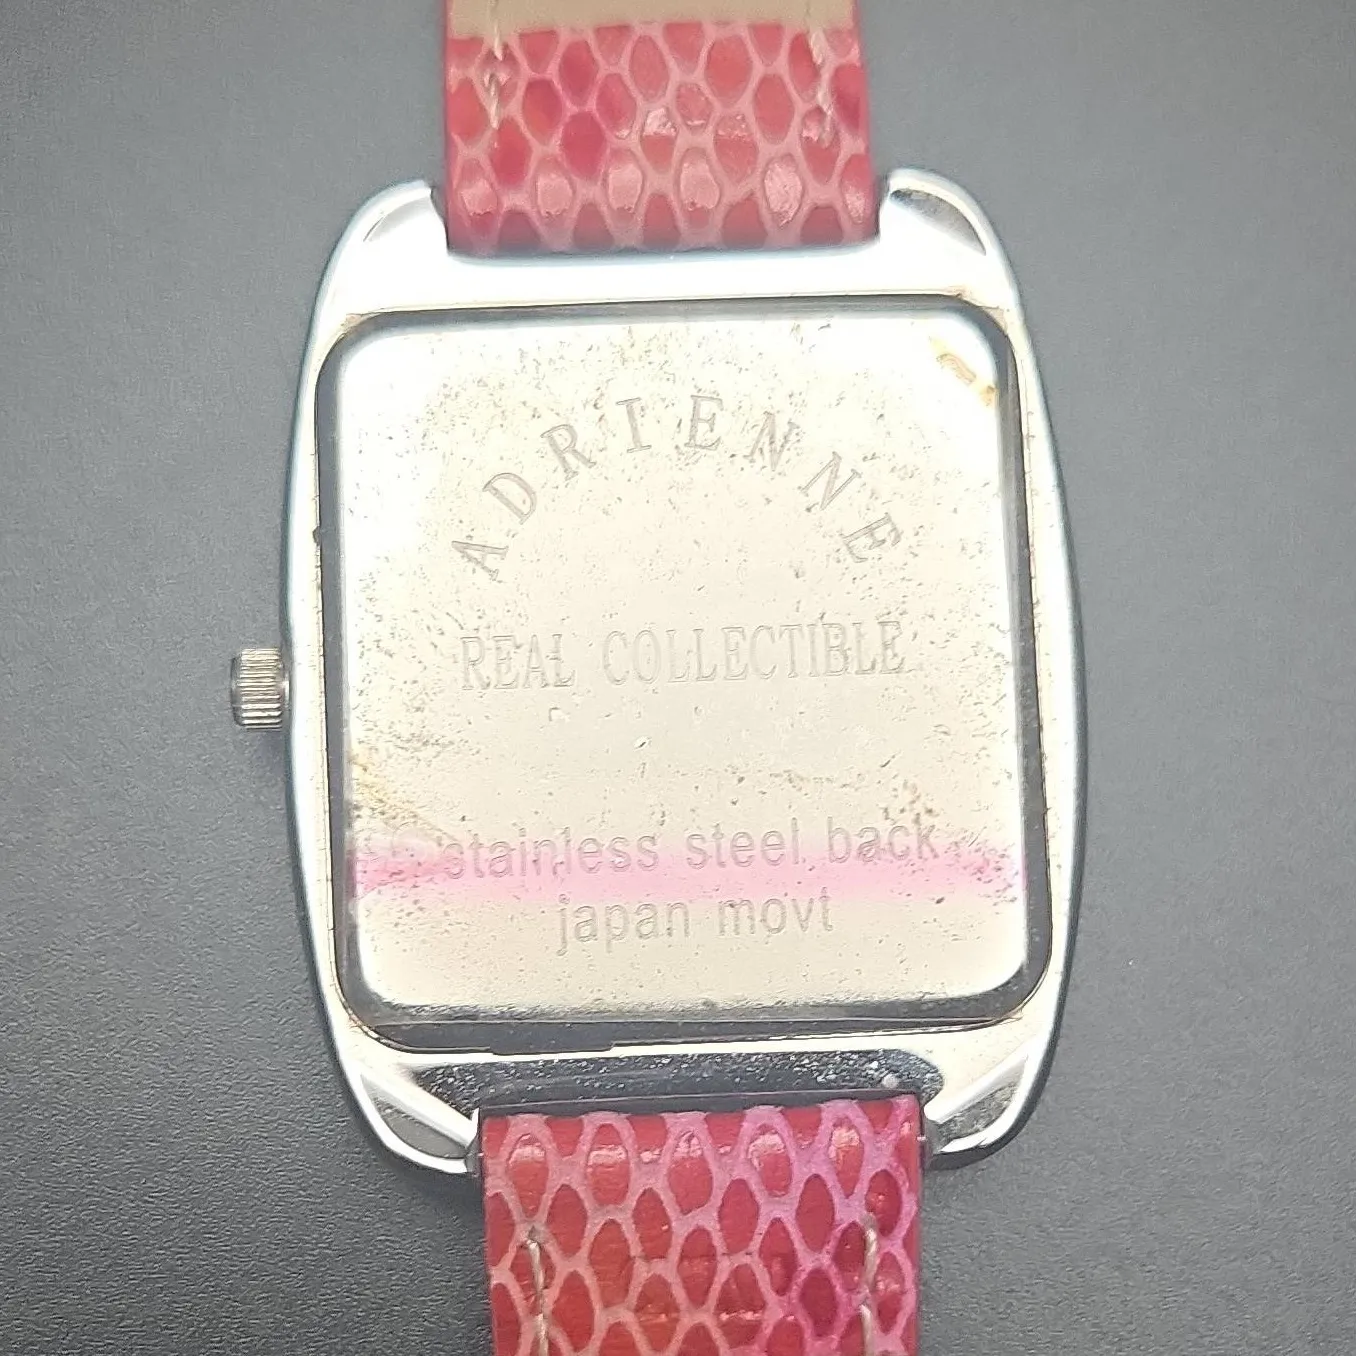 ADRIENNE
REAL COLLECTIBLE
stainless steel back
japan movt